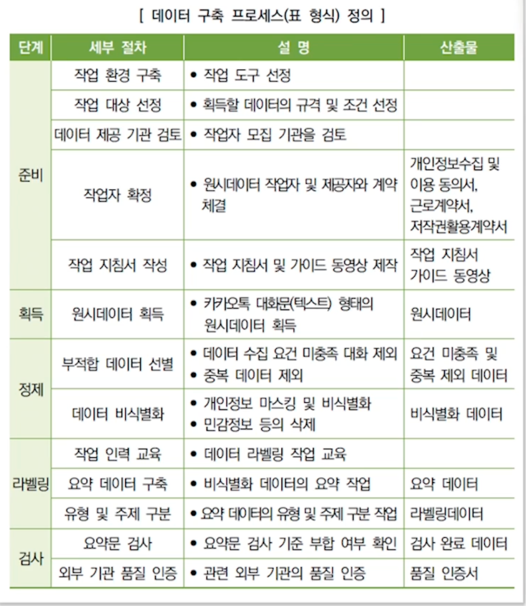 [ 데이터 구축 프로세스(표 형식) 정의 ]
단계 세부 절차 설 명 산출물
준비
작업 환경 구축 • 작업 도구 선정
작업 대상 선정 • 획득할 데이터의 규격 및 조건 선정
데이터 제공 기관 검토 • 작업자 모집 기관을 검토
작업자 확정
• 원시데이터 작업자 및 제공자와 계약
체결
개인정보수집 및
이용 동의서,
근로계약서,
저작권활용계약서
작업 지침서 작성 • 작업 지침서 및 가이드 동영상 제작
작업 지침서
가이드 동영상
획득
원시데이터 획득
• 카카오톡 대화문(텍스트) 형태의
원시데이터 획득
원시데이터
정제
부적합 데이터 선별
• 데이터 수집 요건 미충족 대화 제외
• 중복 데이터 제외
요건 미충족 및
중복 제외 데이터
데이터 비식별화
• 개인정보 마스킹 및 비식별화
• 민감정보 등의 삭제
비식별화 데이터
라벨링
작업 인력 교육 • 데이터 라벨링 작업 교육
요약 데이터 구축 • 비식별화 데이터의 요약 작업 요약 데이터
유형 및 주제 구분 • 요약 데이터의 유형 및 주제 구분 작업 라벨링데이터
검사
요약문 검사 • 요약문 검사 기준 부합 여부 확인 검사 완료 데이터
외부 기관 품질 인증 • 관련 외부 기관의 품질 인증 품질 인증서